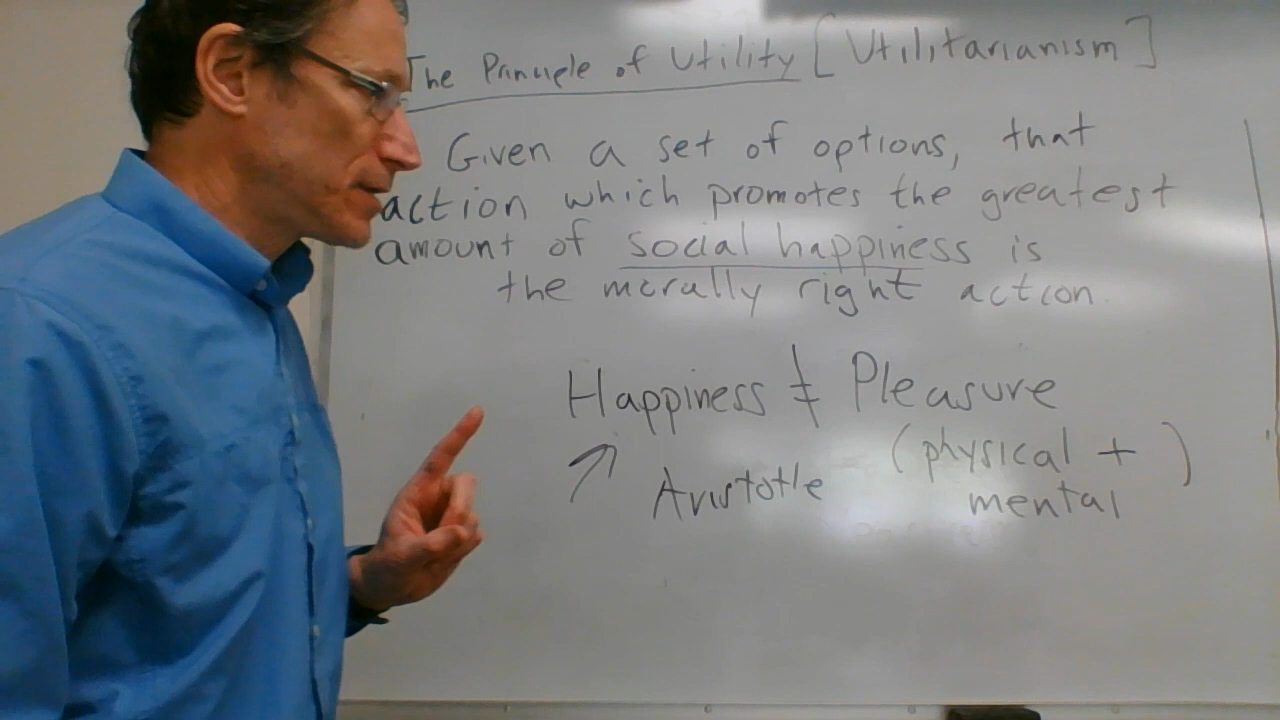 The Principle of Utility [Utilitarianism]
Given a set of options, that
action which promotes the greatest
amount of social happiness is
the morally right action.
Happiness ≠ Pleasure
(physical +
mental)
Aristotle